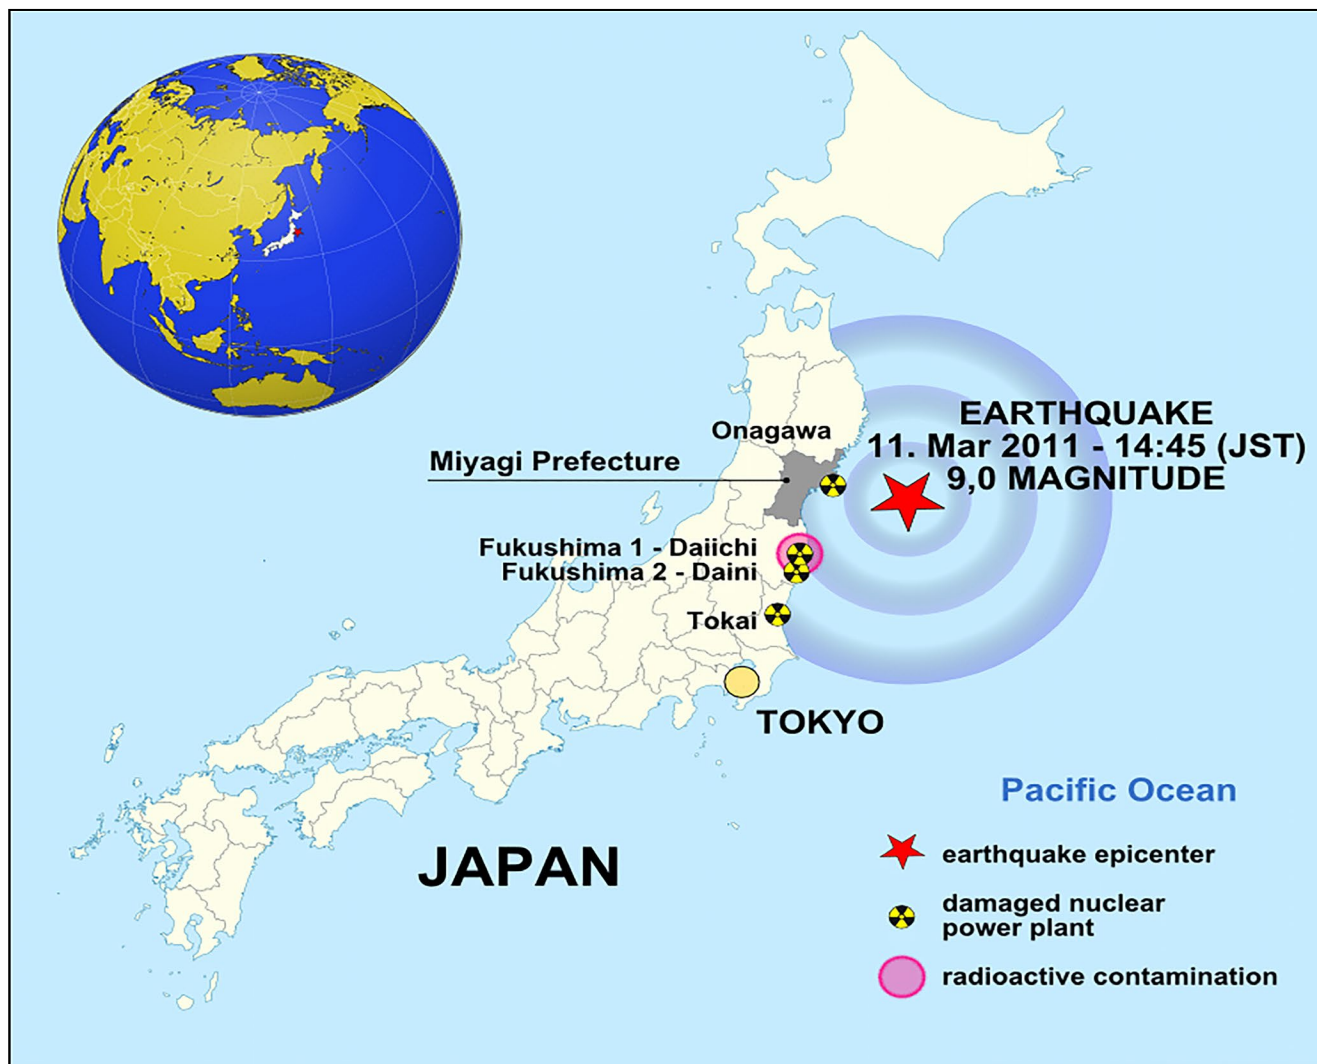 Onagawa
EARTHQUAKE
11. Mar 2011 - 14:45 (JST)
9,0 MAGNITUDE
Miyagi Prefecture
Fukushima 1 - Daiichi
Fukushima 2 - Daini
Tokai
TOKYO
Pacific Ocean
JAPAN
earthquake epicenter
damaged nuclear
power plant
radioactive contamination